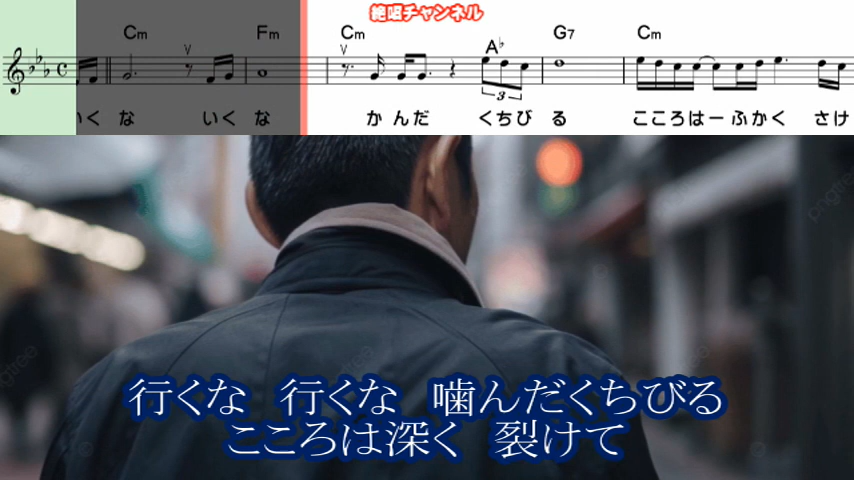 絶唱チャンネル
Cm Fm Cm A♭ G7 Cm
3
いくな いくな かんだ くちびる こころはーふかく さけ
行くな 行くな 噛んだくちびる
こころは深く 裂けて
pngtree